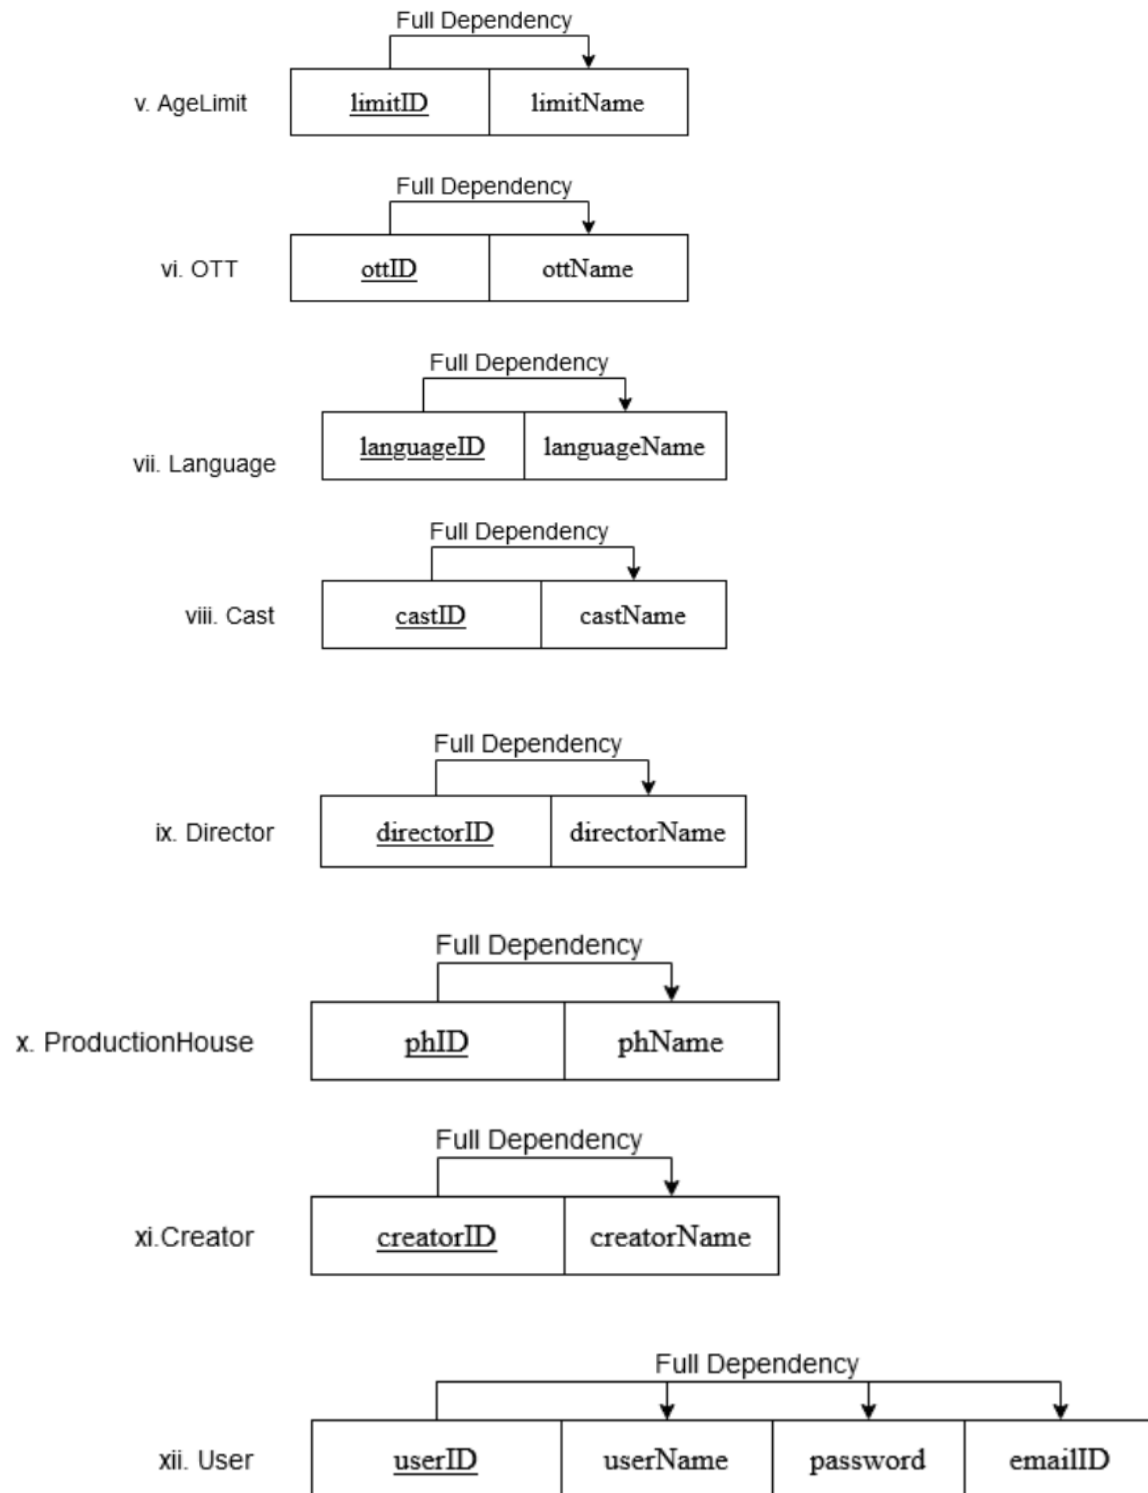 Full Dependency
v. AgeLimit limitID limitName
Full Dependency
vi. OTT ottID ottName
Full Dependency
vii. Language languageID languageName
Full Dependency
viii. Cast castID castName
Full Dependency
ix. Director directorID directorName
Full Dependency
x. ProductionHouse phID phName
Full Dependency
xi.Creator creatorID creatorName
Full Dependency
xii. User userID userName password emailID